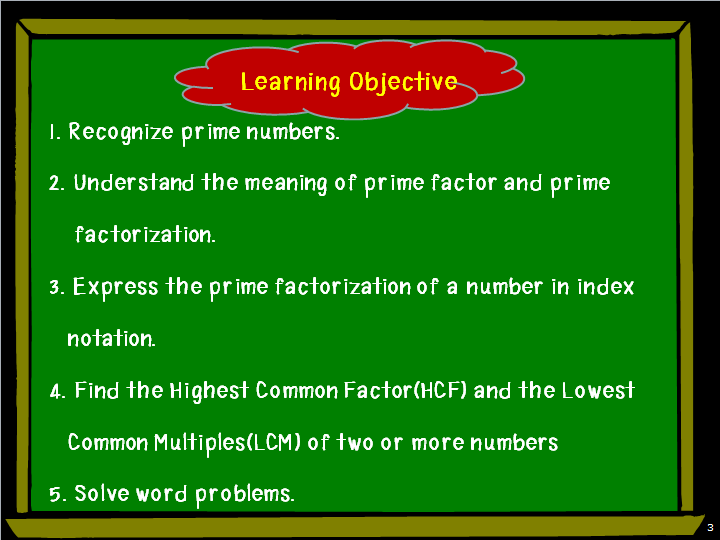 Learning Objective
1. Recognize prime numbers.
2. Understand the meaning of prime factor and prime
factorization.
3. Express the prime factorization of a number in index
notation.
4. Find the Highest Common Factor(HCF) and the Lowest
Common Multiples(LCM) of two or more numbers
5. Solve word problems.
3